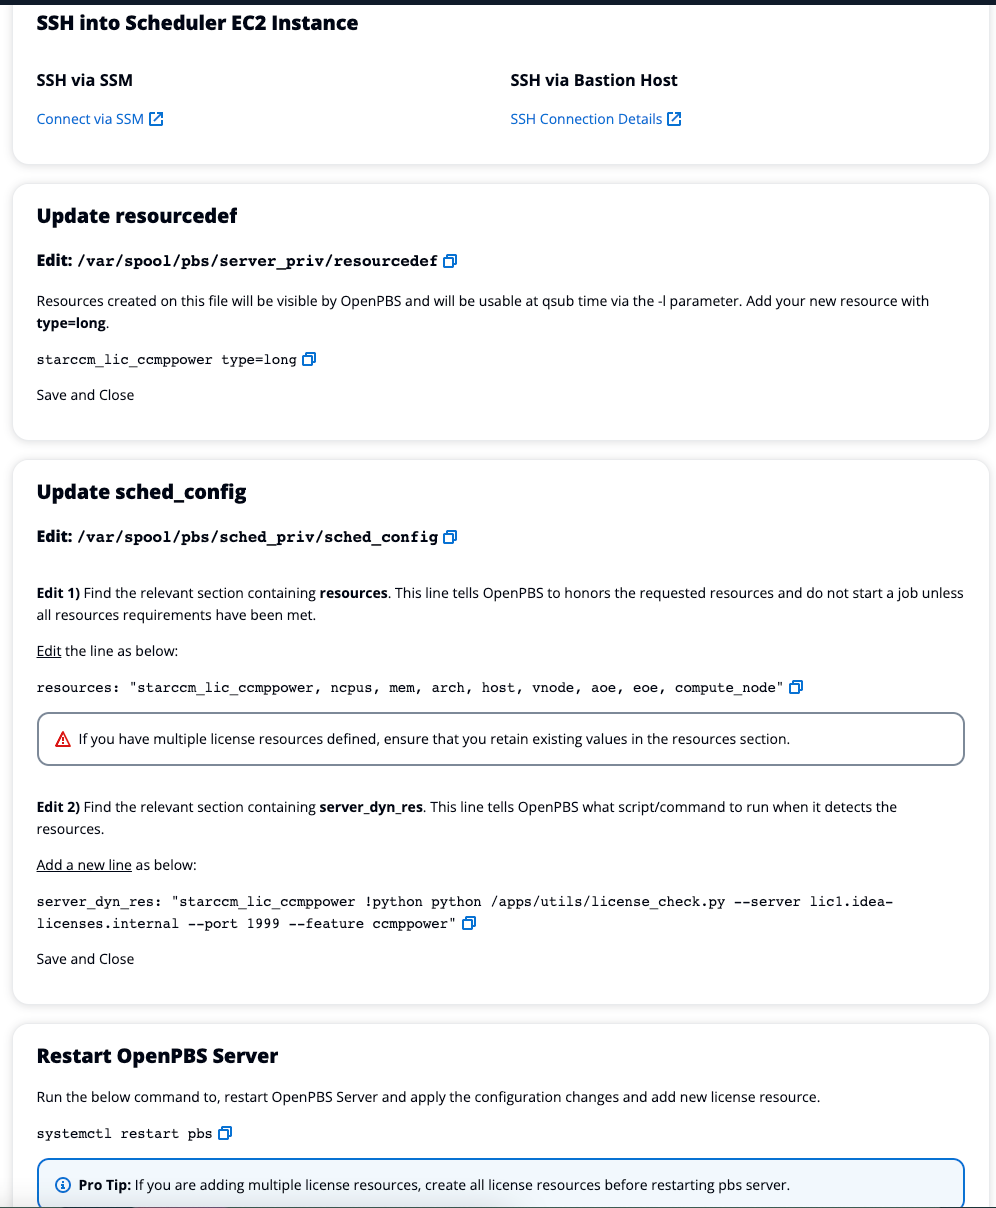 SSH into Scheduler EC2 Instance
SSH via SSM
SSH via Bastion Host
Connect via SSM
SSH Connection Details
Update resourcedef
Edit: /var/spool/pbs/server_priv/resourcedef
Resources created on this file will be visible by OpenPBS and will be usable at qsub time via the -l parameter. Add your new resource with
type=long.
starccm_lic_ccmppower type=long
Save and Close
Update sched_config
Edit: /var/spool/pbs/sched_priv/sched_config
Edit 1) Find the relevant section containing resources. This line tells OpenPBS to honors the requested resources and do not start a job unless
all resources requirements have been met.
Edit the line as below:
resources: "starccm_lic_ccmppower, ncpus, mem, arch, host, vnode, aoe, eoe, compute_node"
If you have multiple license resources defined, ensure that you retain existing values in the resources section.
Edit 2) Find the relevant section containing server_dyn_res. This line tells OpenPBS what script/command to run when it detects the
resources.
Add a new line as below:
server_dyn_res: "starccm_lic_ccmppower !python python /apps/utils/license_check.py --server lic1.idea-
licenses.internal --port 1999 --feature ccmppower"
Save and Close
Restart OpenPBS Server
Run the below command to, restart OpenPBS Server and apply the configuration changes and add new license resource.
systemctl restart pbs
Pro Tip: If you are adding multiple license resources, create all license resources before restarting pbs server.